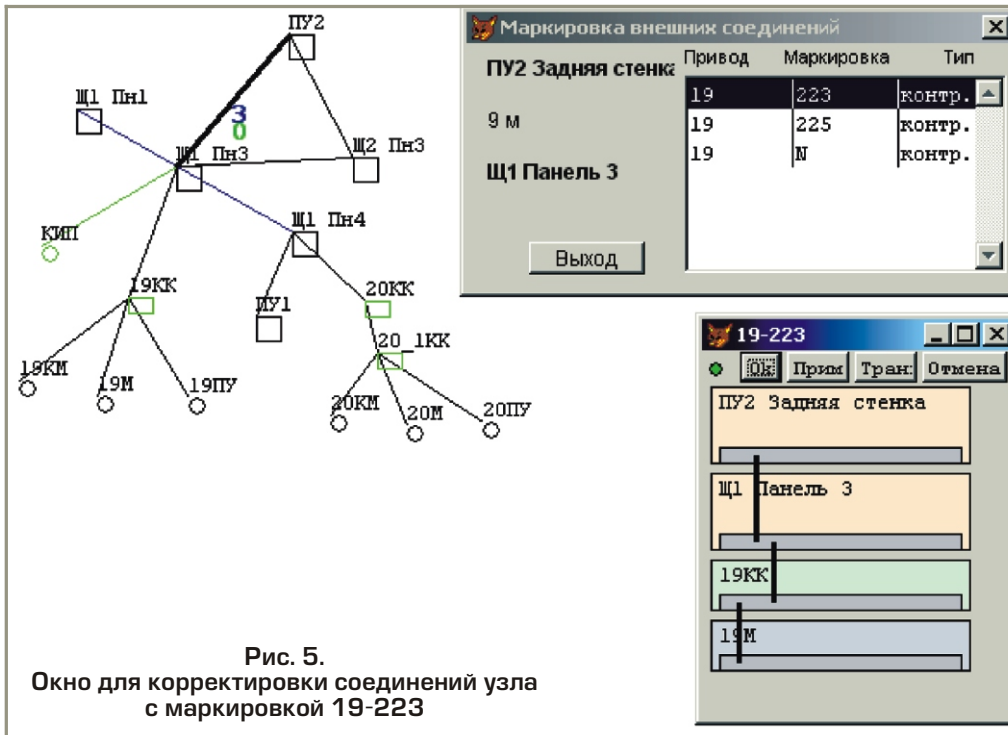 ПУ2
Щ1 Пн1
3
0
Щ1 Пн3
Щ2 Пн3
КИП
Щ1 Пн4
19КК
ПУ1
20КК
20_1КК
19КМ
19М
19ПУ
20КМ
20М
20ПУ
Маркировка внешних соединений
ПУ2 Задняя стенка
9 м
Щ1 Панель 3
Выход
Привод Маркировка Тип
19 223 контр.
19 225 контр.
19 N контр.
19-223
Ok Прим Тран: Отмена
ПУ2 Задняя стенка
Щ1 Панель 3
19КК
19М
Рис. 5.
Окно для корректировки соединений узла
с маркировкой 19-223